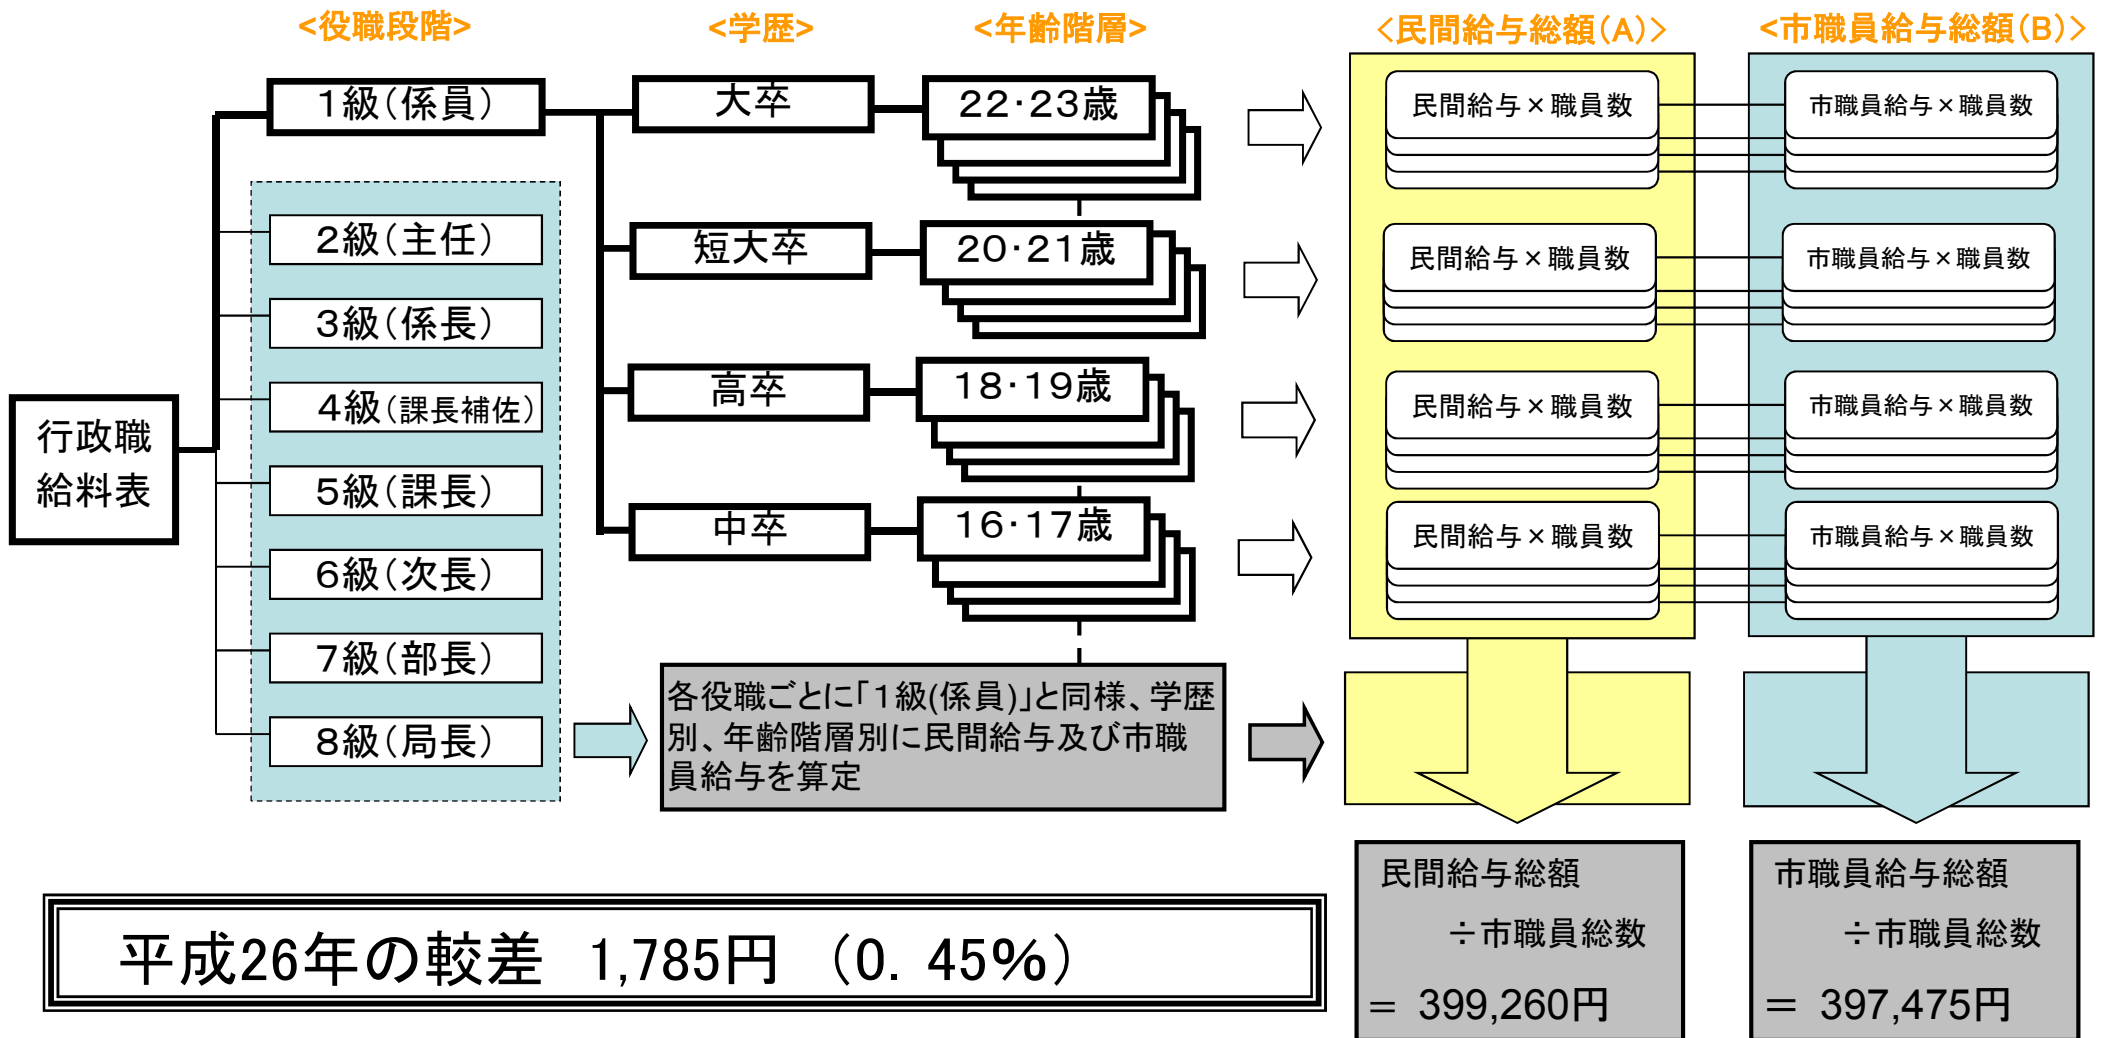 <役職段階>
<学歴>
<年齢階層>
<民間給与総額(A)>
<市職員給与総額(B)>
行政職
給料表
1級(係員)
2級(主任)
3級(係長)
4級(課長補佐)
5級(課長)
6級(次長)
7級(部長)
8級(局長)
大卒
22・23歳
民間給与×職員数
市職員給与×職員数
短大卒
20・21歳
民間給与×職員数
市職員給与×職員数
高卒
18・19歳
民間給与×職員数
市職員給与×職員数
中卒
16・17歳
民間給与×職員数
市職員給与×職員数
各役職ごとに「1級(係員)」と同様、学歴
別、年齢階層別に民間給与及び市職
員給与を算定
民間給与総額
÷市職員総数
= 399,260円
市職員給与総額
÷市職員総数
= 397,475円
平成26年の較差 1,785円 (0.45%)